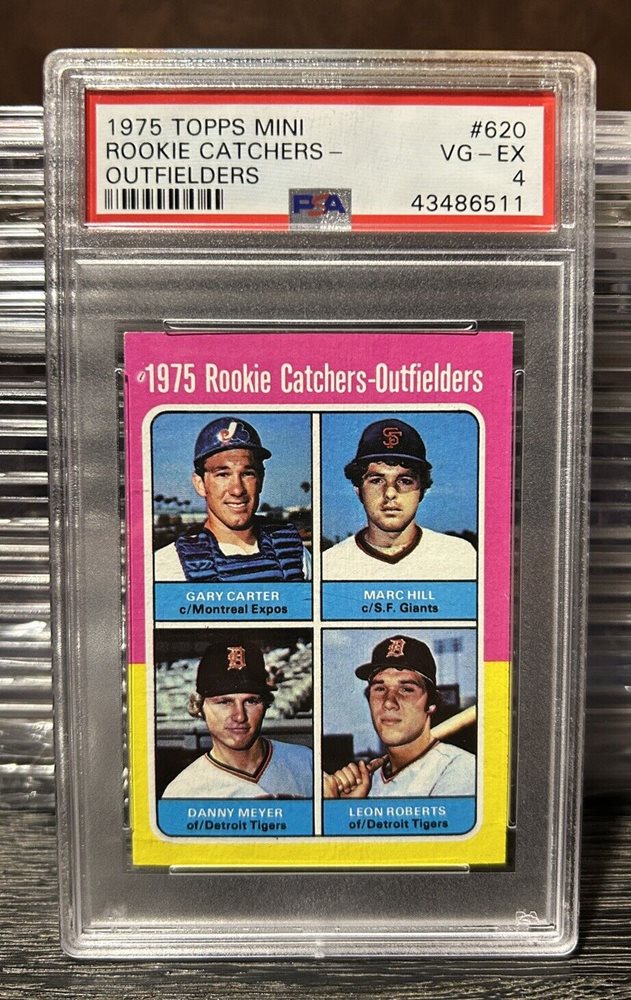 1975 TOPPS MINI
ROOKIE CATCHERS-
OUTFIELDERS
#620
VG-EX
4
43486511
PSA
1975 Rookie Catchers-Outfielders
GARY CARTER
c/Montreal Expos
MARC HILL
c/S.F. Giants
SF
D
D
DANNY MEYER
of/Detroit Tigers
LEON ROBERTS
of/Detroit Tigers